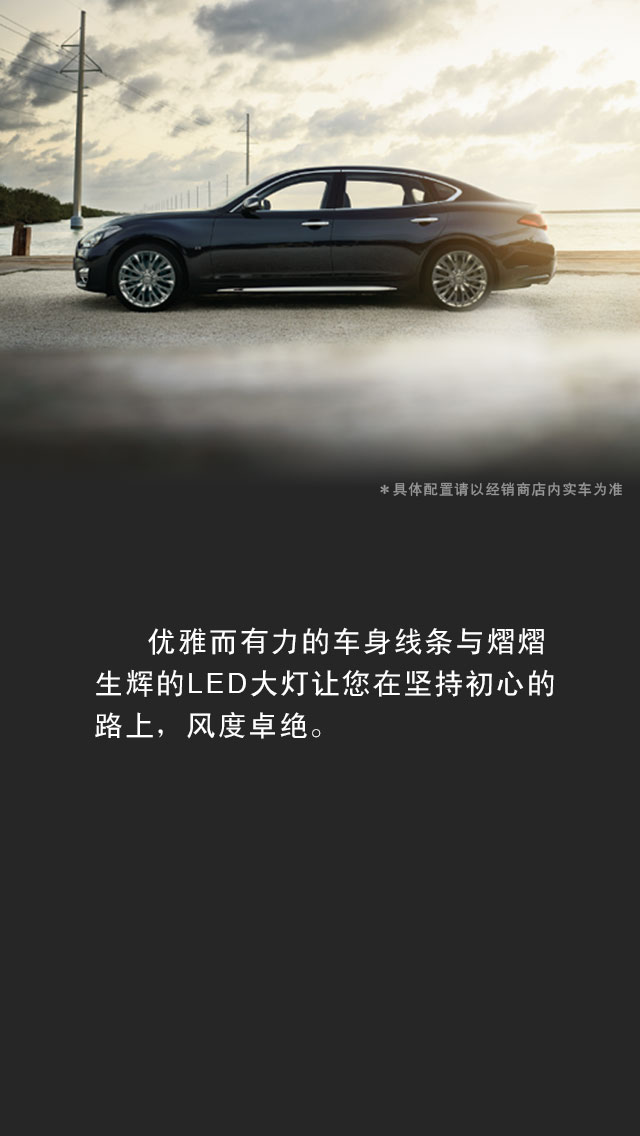 ＊具体配置请以经销商店内实车为准
优雅而有力的车身线条与熠熠
生辉的LED大灯让您在坚持初心的
路上，风度卓绝。